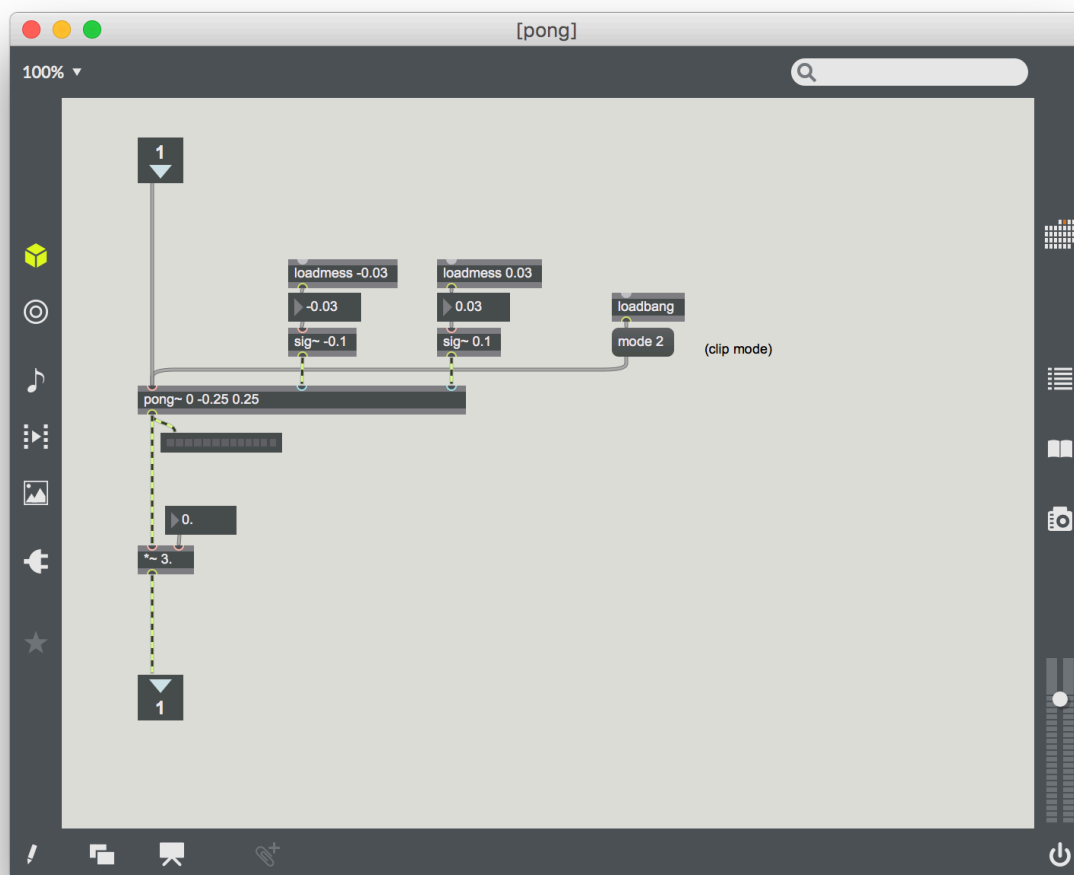 [pong]
100%
1
loadmess -0.03
loadmess 0.03
-0.03
0.03
loadbang
sig~ -0.1
sig~ 0.1
mode 2
(clip mode)
pong~ 0 -0.25 0.25
0.
*~ 3.
1